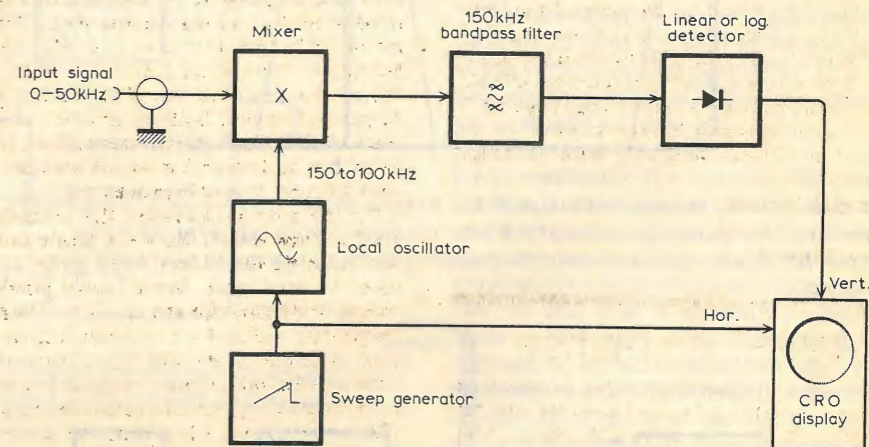 Mixer
150kHz
bandpass filter
Linear or log.
detector
Input signal
0-50kHz
X
150 to 100kHz
Local oscillator
Vert.
Hor.
Sweep generator
CRO
display